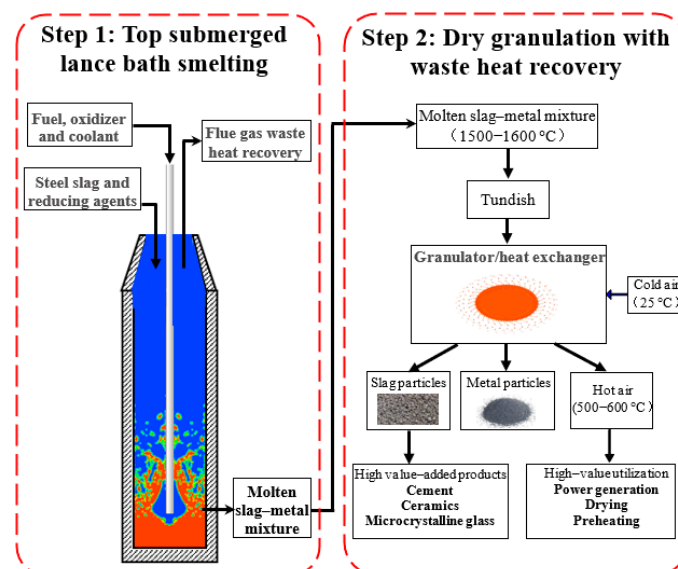 Step 1: Top submerged
lance bath smelting
Fuel, oxidizer
and coolant
Flue gas waste
heat recovery
Steel slag and
reducing agents
Molten
slag–metal
mixture
Step 2: Dry granulation with
waste heat recovery
Molten slag–metal mixture
(1500−1600 °C)
Tundish
Granulator/heat exchanger
Cold air
(25 °C)
Slag particles
Metal particles
Hot air
(500−600 °C)
High value–added products
Cement
Ceramics
Microcrystalline glass
High–value utilization
Power generation
Drying
Preheating